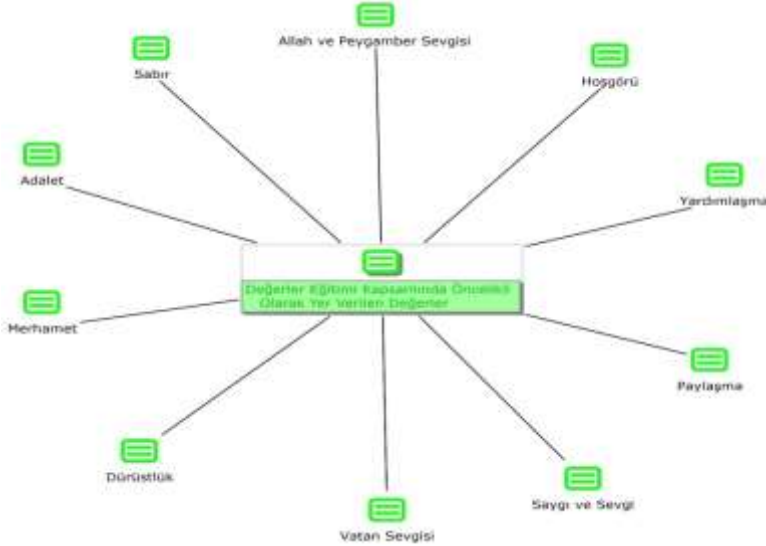 Allah ve Peygamber Sevgisi
Sabır
Hoşgörü
Adalet
Yardımlaşma
Değerler Eğitimi Kapsamında Öncelikli
Olarak Yer Verilen Değerler
Merhamet
Paylaşma
Dürüstlük
Saygı ve Sevgi
Vatan Sevgisi